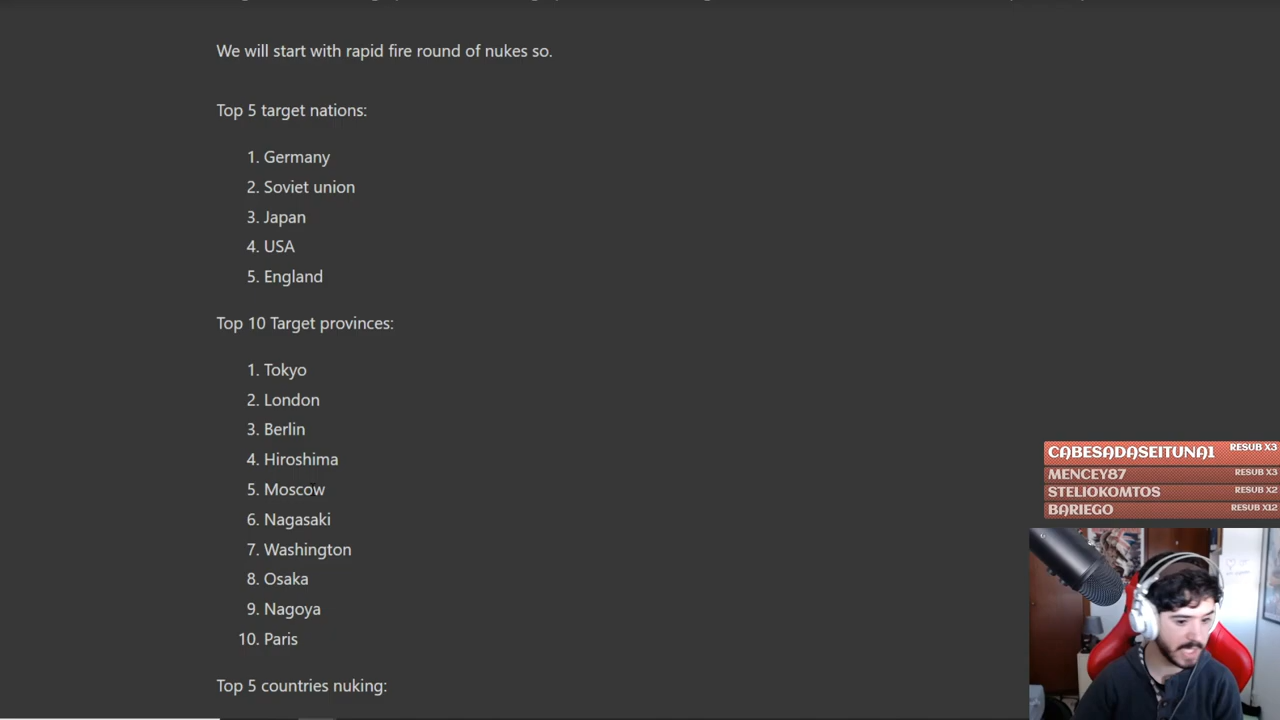 We will start with rapid fire round of nukes so.
Top 5 target nations:
1. Germany
2. Soviet union
3. Japan
4. USA
5. England
Top 10 Target provinces:
1. Tokyo
2. London
3. Berlin
4. Hiroshima
5. Moscow
6. Nagasaki
7. Washington
8. Osaka
9. Nagoya
10. Paris
Top 5 countries nuking:
CABESADASEITUNA1 RESUB X3
MENCEY87 RESUB X3
STELIOKOMTOS RESUB X2
BARIEGO RESUB X12